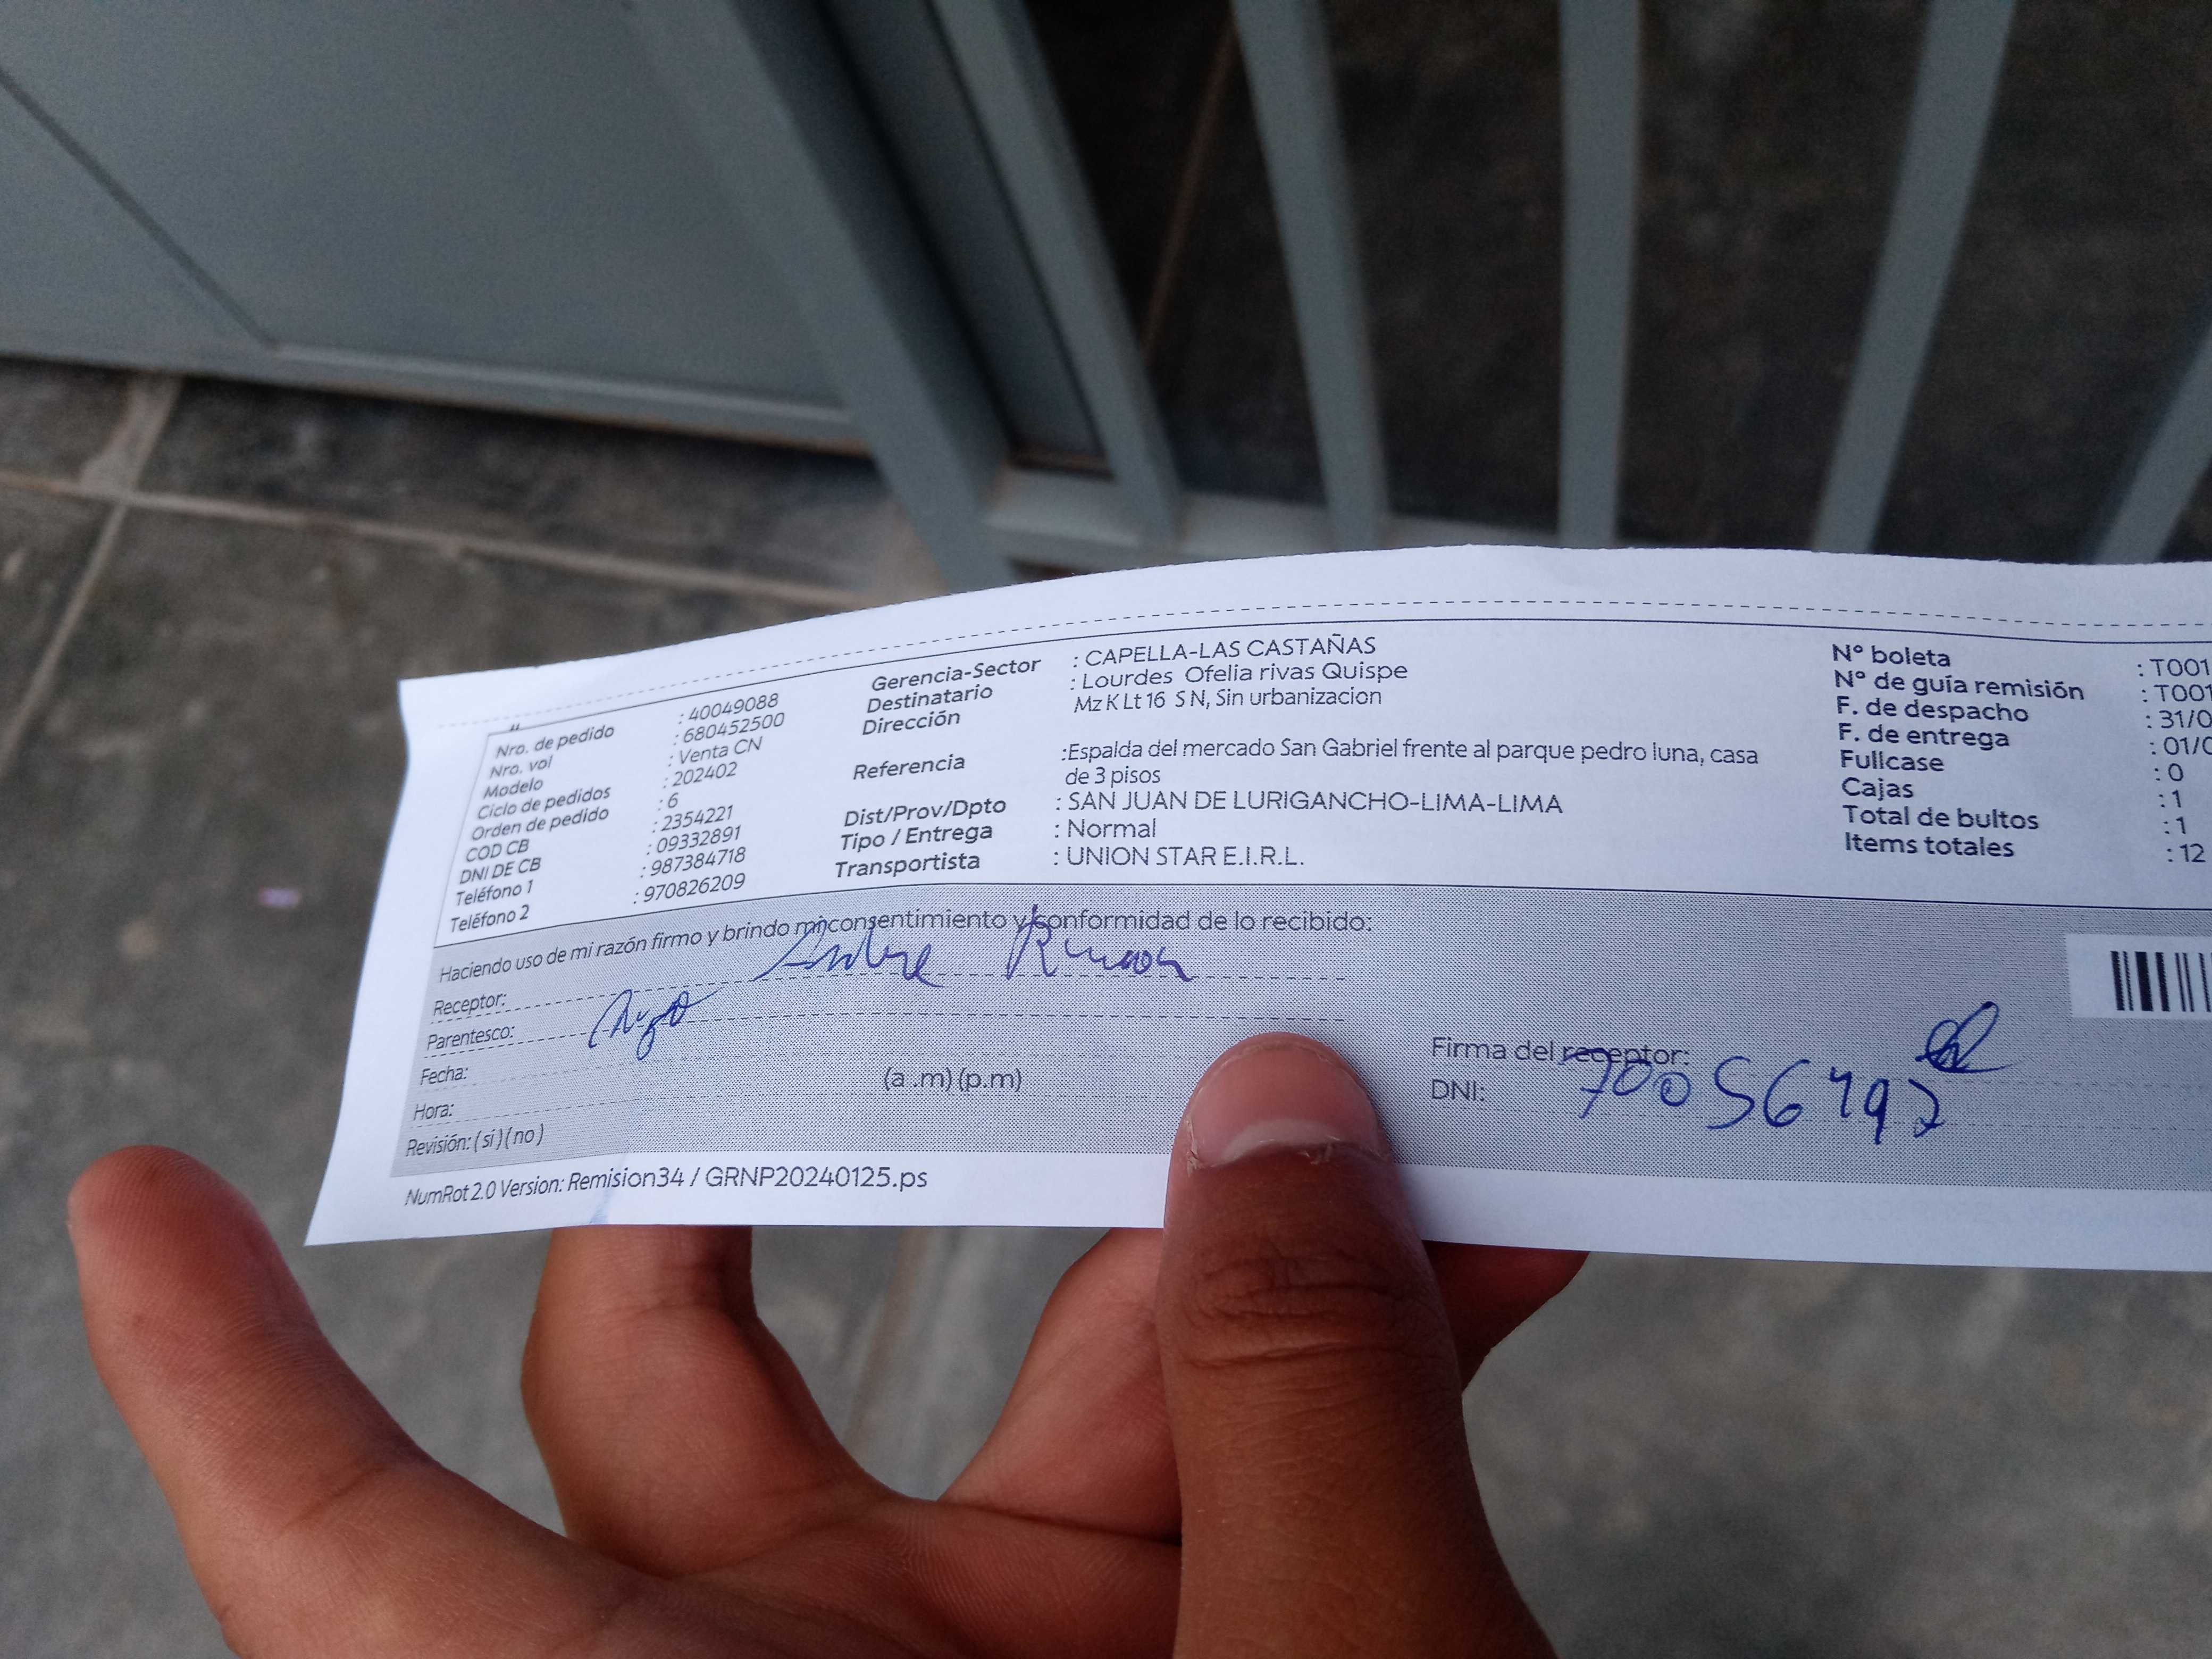 Nro. de pedido : 40049088
Nro. vol : 680452500
Modelo : Venta CN
Ciclo de pedidos : 202402
Orden de pedido : 6
COD CB : 2354221
DNI DE CB : 09332891
Teléfono 1 : 987384718
Teléfono 2 : 970826209
Gerencia-Sector : CAPELLA-LAS CASTAÑAS
Destinatario : Lourdes Ofelia rivas Quispe
Dirección Mz K Lt 16 S N, Sin urbanizacion
Referencia :Espalda del mercado San Gabriel frente al parque pedro luna, casa
de 3 pisos
Dist/Prov/Dpto : SAN JUAN DE LURIGANCHO-LIMA-LIMA
Tipo / Entrega : Normal
Transportista : UNION STAR E.I.R.L.
N° boleta : T001
N° de guía remisión : T001
F. de despacho : 31/0
F. de entrega : 01/0
Fullcase : 0
Cajas : 1
Total de bultos : 1
Items totales : 12
Haciendo uso de mi razón firmo y brindo mi consentimiento y conformidad de lo recibido:
Receptor:
Parentesco:
Fecha:
Hora: (a .m) (p.m)
Revisión: ( si ) ( no )
Firma del receptor:
DNI:
NumRot 2.0 Version: Remision34 / GRNP20240125.ps